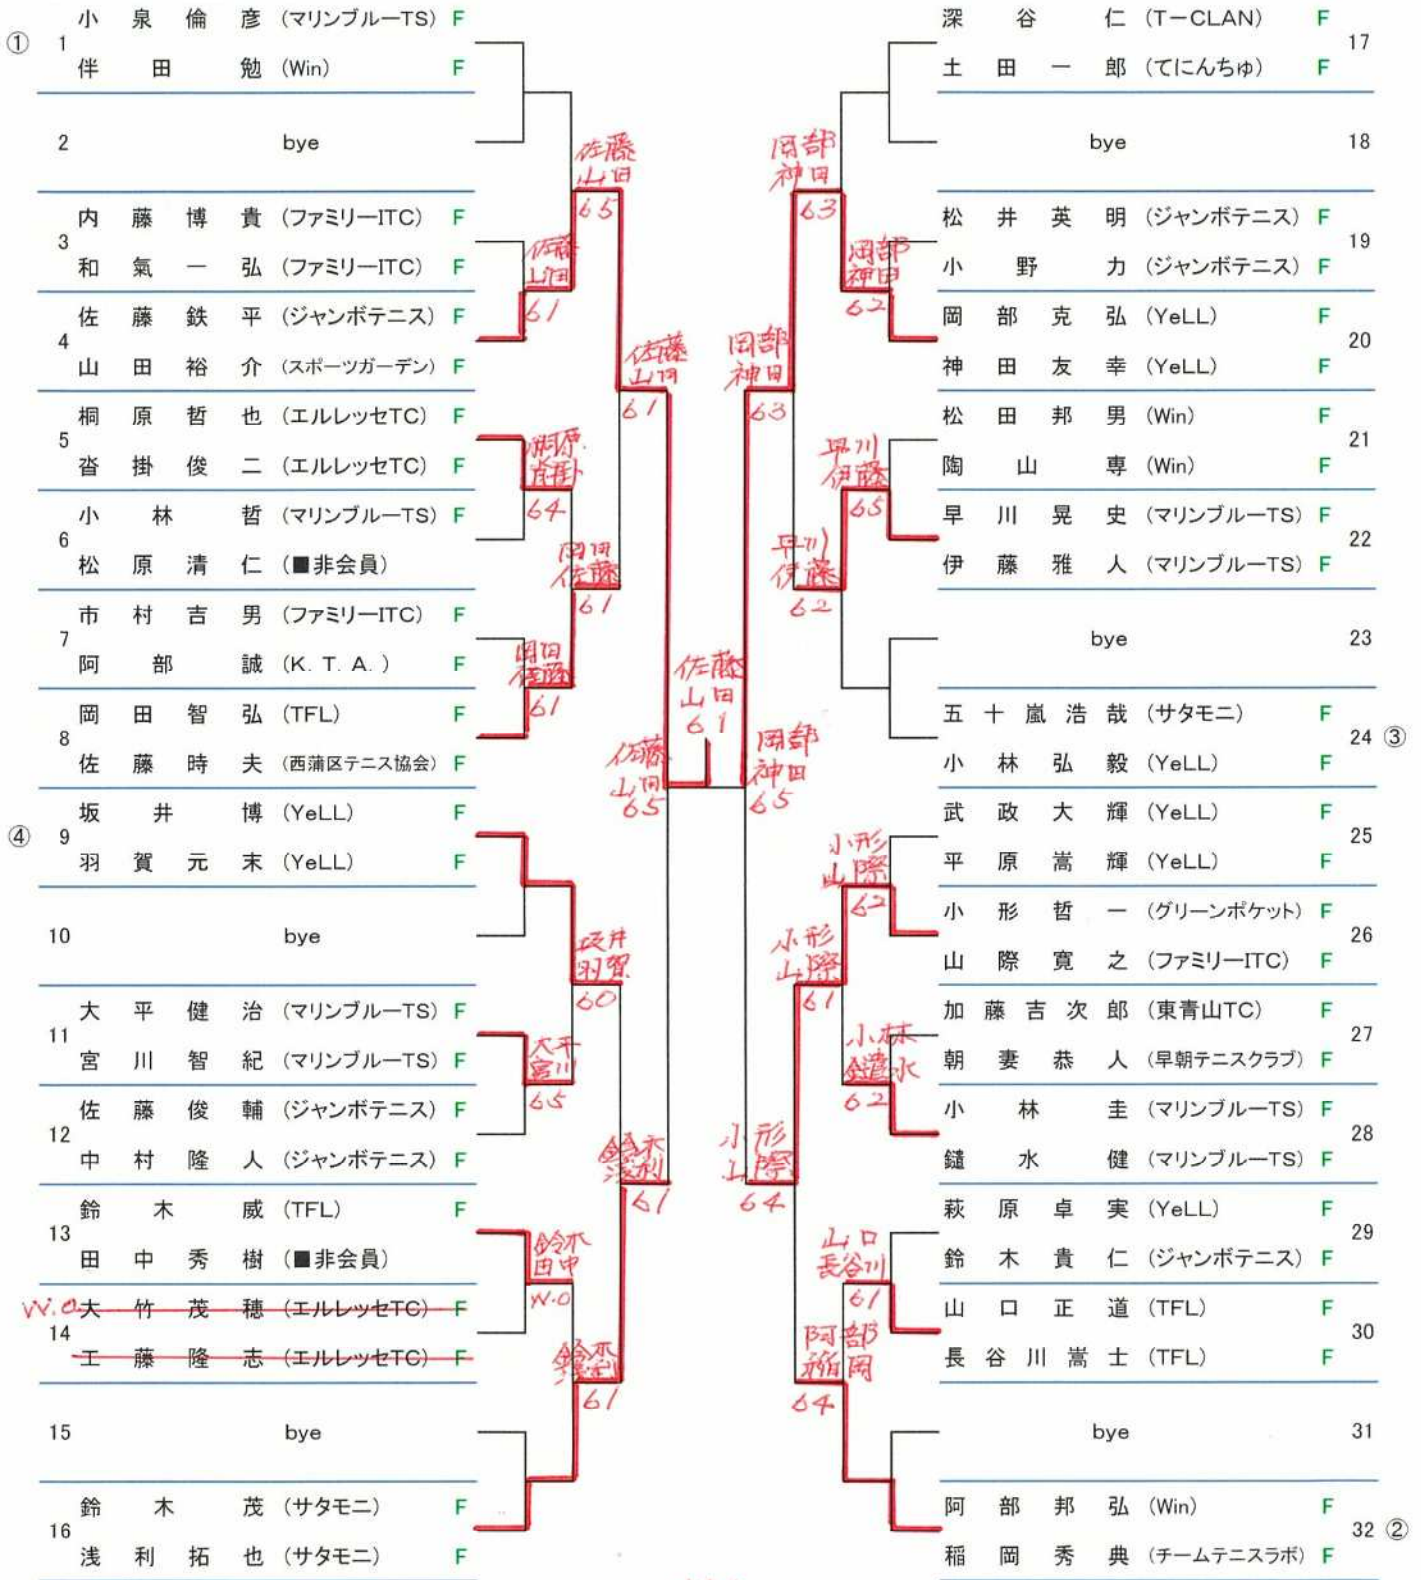 ① 1 小泉倫彦 (マリンブルーTS) F
伴田勉 (Win) F
2 bye
3 内藤博貴 (ファミリーITC) F
和氣一弘 (ファミリーITC) F
4 佐藤鉄平 (ジャンボテニス) F
山田裕介 (スポーツガーデン) F
5 桐原哲也 (エルレッセTC) F
沓掛俊二 (エルレッセTC) F
6 小林哲 (マリンブルーTS) F
松原清仁 (■非会員)
7 市村吉男 (ファミリーITC) F
阿部誠 (K.T.A.) F
8 岡田智弘 (TFL) F
佐藤時夫 (西蒲区テニス協会) F
④ 9 坂井博 (YeLL) F
羽賀元末 (YeLL) F
10 bye
11 大平健治 (マリンブルーTS) F
宮川智紀 (マリンブルーTS) F
12 佐藤俊輔 (ジャンボテニス) F
中村隆人 (ジャンボテニス) F
13 鈴木威 (TFL) F
田中秀樹 (■非会員)
W.O 14 大竹茂穂 (エルレッセTC) F
工藤隆志 (エルレッセTC) F
15 bye
16 鈴木茂 (サタモニ) F
浅利拓也 (サタモニ) F
佐藤
山田
61
桐原
沓掛
64
岡田
佐藤
61
大平
宮川
65
鈴木
田中
W.O
佐藤
山田
65
岡田
佐藤
61
坂井
羽賀
60
鈴木
浅利
61
佐藤
山田
61
鈴木
浅利
61
佐藤
山田
65
佐藤
山田
61
岡部
神田
65
岡部
神田
63
小形
山際
64
岡部
神田
63
早川
伊藤
62
小形
山際
61
阿部
稲岡
64
岡部
神田
62
早川
伊藤
65
小形
山際
62
小林
鑓水
62
山口
長谷川
61
深谷仁 (T-CLAN) F 17
土田一郎 (てにんちゅ) F
bye 18
松井英明 (ジャンボテニス) F 19
小野力 (ジャンボテニス) F
岡部克弘 (YeLL) F 20
神田友幸 (YeLL) F
松田邦男 (Win) F 21
陶山専 (Win) F
早川晃史 (マリンブルーTS) F 22
伊藤雅人 (マリンブルーTS) F
bye 23
五十嵐浩哉 (サタモニ) F 24 ③
小林弘毅 (YeLL) F
武政大輝 (YeLL) F 25
平原嵩輝 (YeLL) F
小形哲一 (グリーンポケット) F 26
山際寛之 (ファミリーITC) F
加藤吉次郎 (東青山TC) F 27
朝妻恭人 (早朝テニスクラブ) F
小林圭 (マリンブルーTS) F 28
鑓水健 (マリンブルーTS) F
萩原卓実 (YeLL) F 29
鈴木貴仁 (ジャンボテニス) F
山口正道 (TFL) F 30
長谷川嵩士 (TFL) F
bye 31
阿部邦弘 (Win) F 32 ②
稲岡秀典 (チームテニスラボ) F